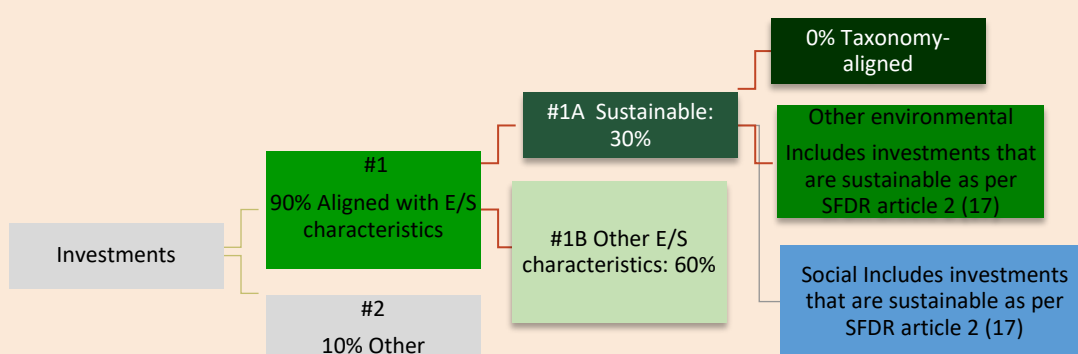 0% Taxonomy-
aligned
#1A Sustainable:
30%
Other environmental
Includes investments that
are sustainable as per
SFDR article 2 (17)
#1
90% Aligned with E/S
characteristics
#1B Other E/S
characteristics: 60%
Investments
Social Includes investments
that are sustainable as per
SFDR article 2 (17)
#2
10% Other